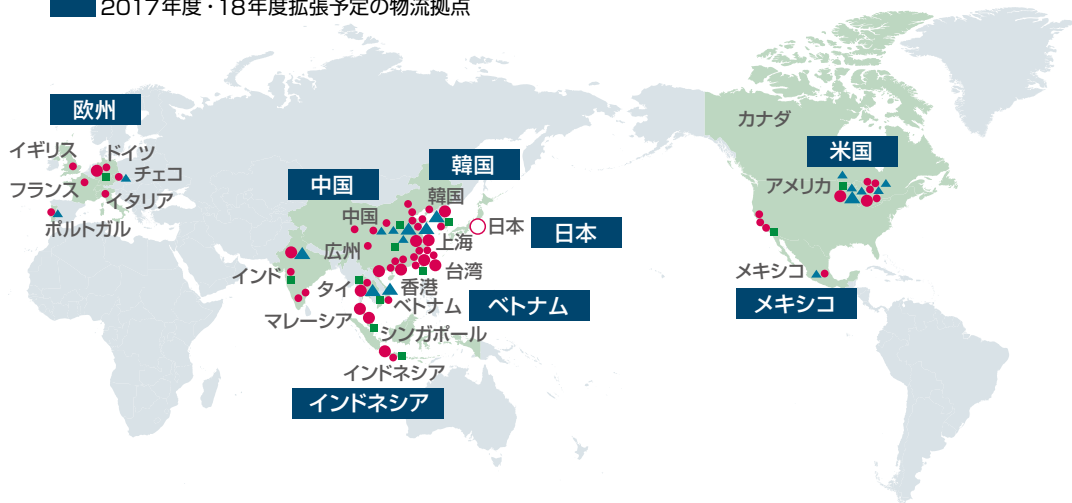 2017年度・18年度拡張予定の物流拠点
欧州
イギリス
ドイツ
チェコ
フランス
イタリア
ポルトガル
中国
韓国
韓国
中国
日本
日本
上海
広州
台湾
インド
タイ
香港
ベトナム
ベトナム
マレーシア
シンガポール
インドネシア
インドネシア
カナダ
米国
アメリカ
メキシコ
メキシコ